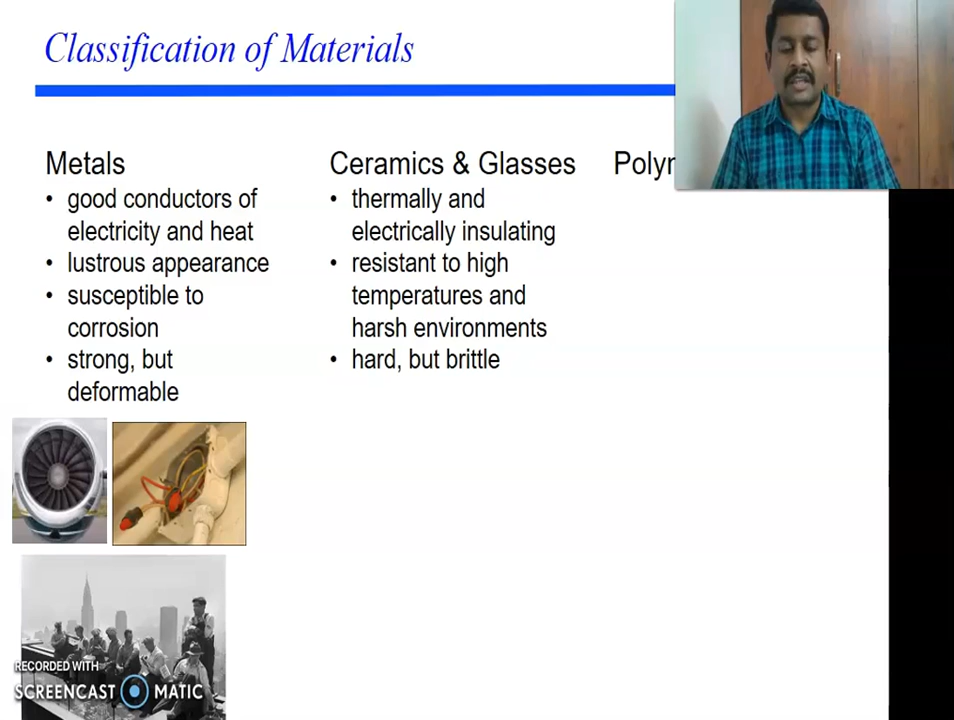 Classification of Materials
Metals
• good conductors of
electricity and heat
• lustrous appearance
• susceptible to
corrosion
• strong, but
deformable
Ceramics & Glasses
• thermally and
electrically insulating
• resistant to high
temperatures and
harsh environments
• hard, but brittle
RECORDED WITH
SCREENCAST MATIC